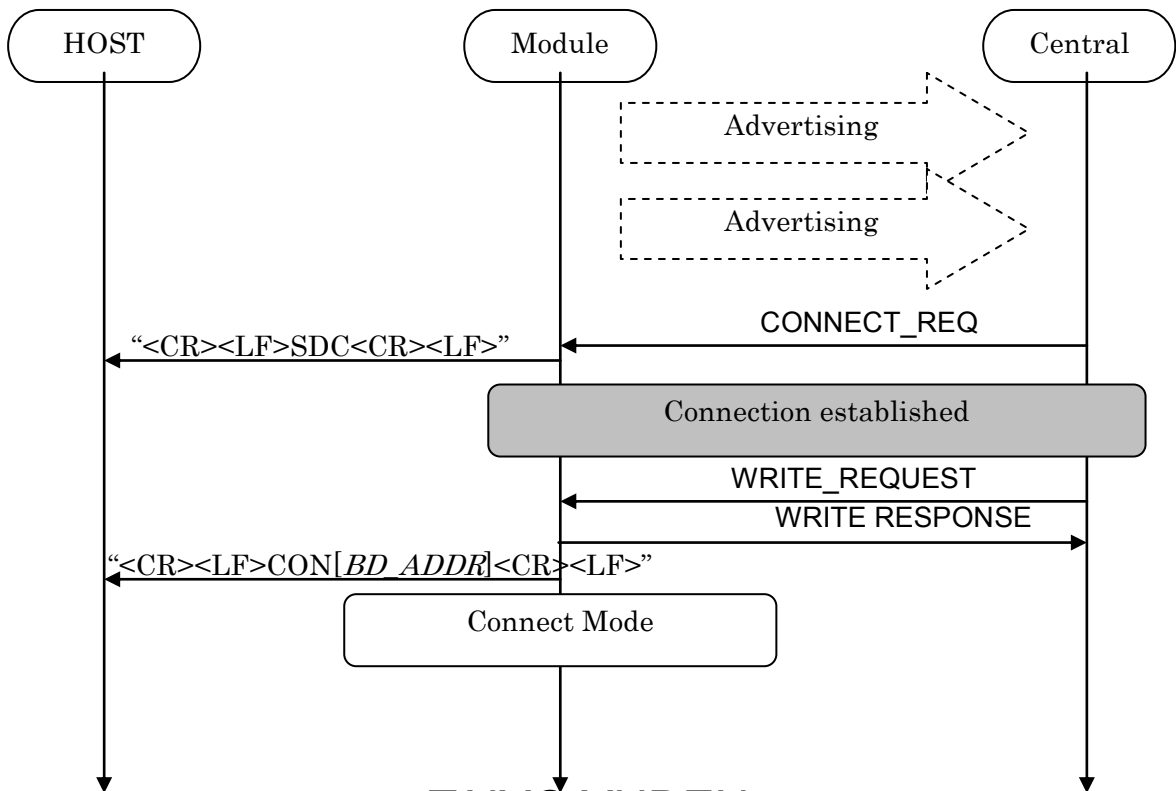 HOST Module Central
Advertising
Advertising
CONNECT_REQ
“<CR><LF>SDC<CR><LF>”
Connection established
WRITE_REQUEST
WRITE RESPONSE
“<CR><LF>CON[BD_ADDR]<CR><LF>”
Connect Mode